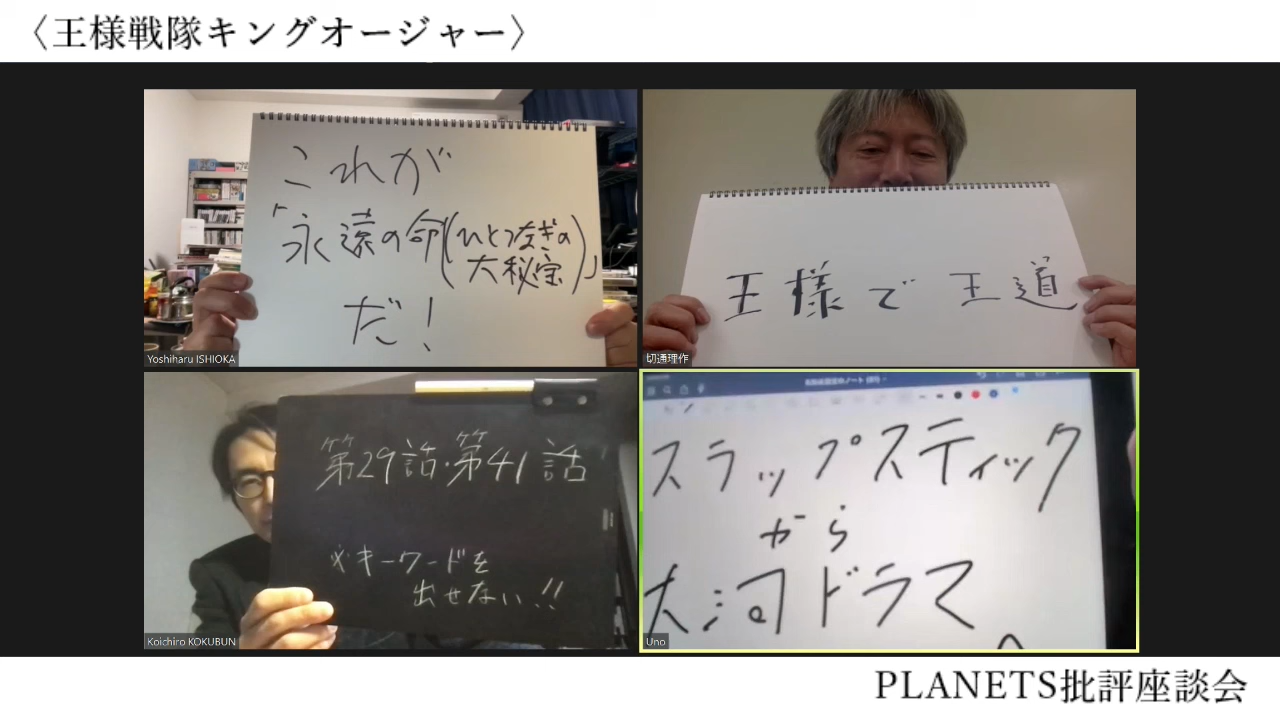 〈王様戦隊キングオージャー〉
これが
「永遠の命(ひとつなぎの
大秘宝)」
だ!
Yoshiharu ISHIOKA
王様で王道
切通理作
第29話・第41話
※キーワードを
出せない!!
Koichiro KOKUBUN
スラップスティック
から
大河ドラマ
へ
Uno
PLANETS批評座談会